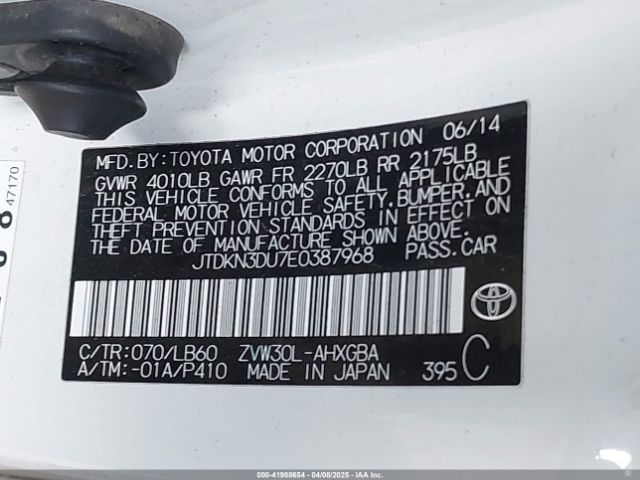 MFD. BY: TOYOTA MOTOR CORPORATION 06/14
GVWR 4010LB GAWR FR 2270LB RR 2175LB
THIS VEHICLE CONFORMS TO ALL APPLICABLE
FEDERAL MOTOR VEHICLE SAFETY, BUMPER, AND
THEFT PREVENTION STANDARDS IN EFFECT ON
THE DATE OF MANUFACTURE SHOWN ABOVE.
JTDKN3DU7E0387968 PASS. CAR
C/TR: 070/LB60 ZVW30L-AHXGBA
A/TM: -01A/P410 MADE IN JAPAN 395 C
47170
000-41988654 | 04/08/2025 - IAA Corp.